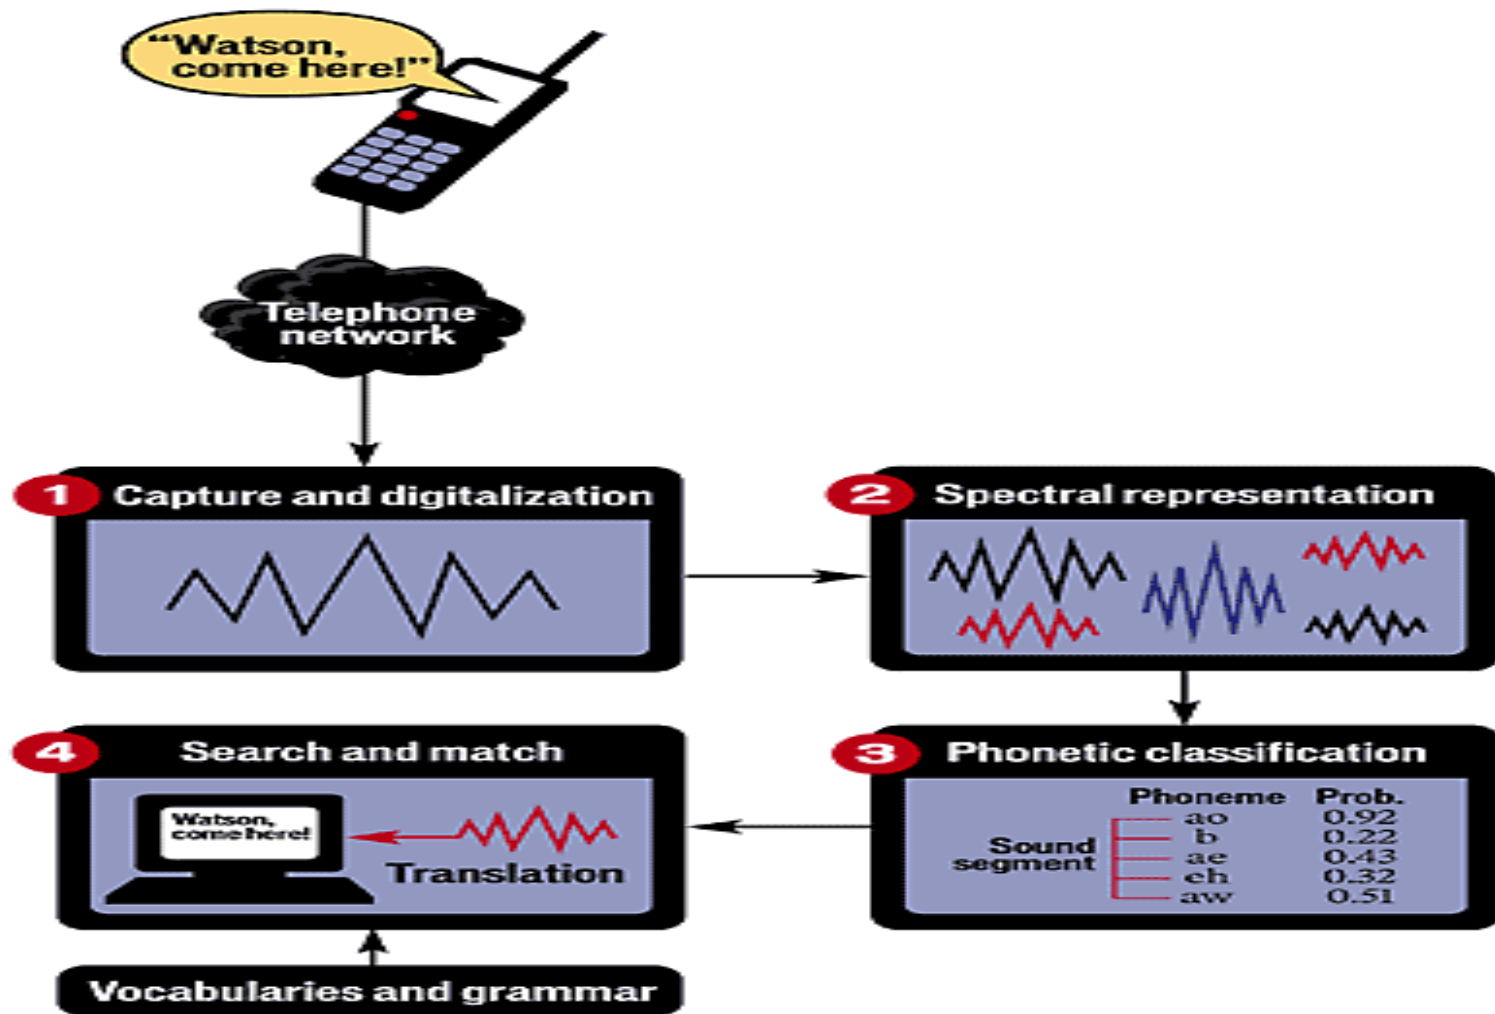 “Watson,
come here!”
Telephone
network
1 Capture and digitalization
2 Spectral representation
3 Phonetic classification
Phoneme Prob.
ao 0.92
b 0.22
ae 0.43
eh 0.32
aw 0.51
Sound
segment
4 Search and match
Watson,
come here!
Translation
Vocabularies and grammar